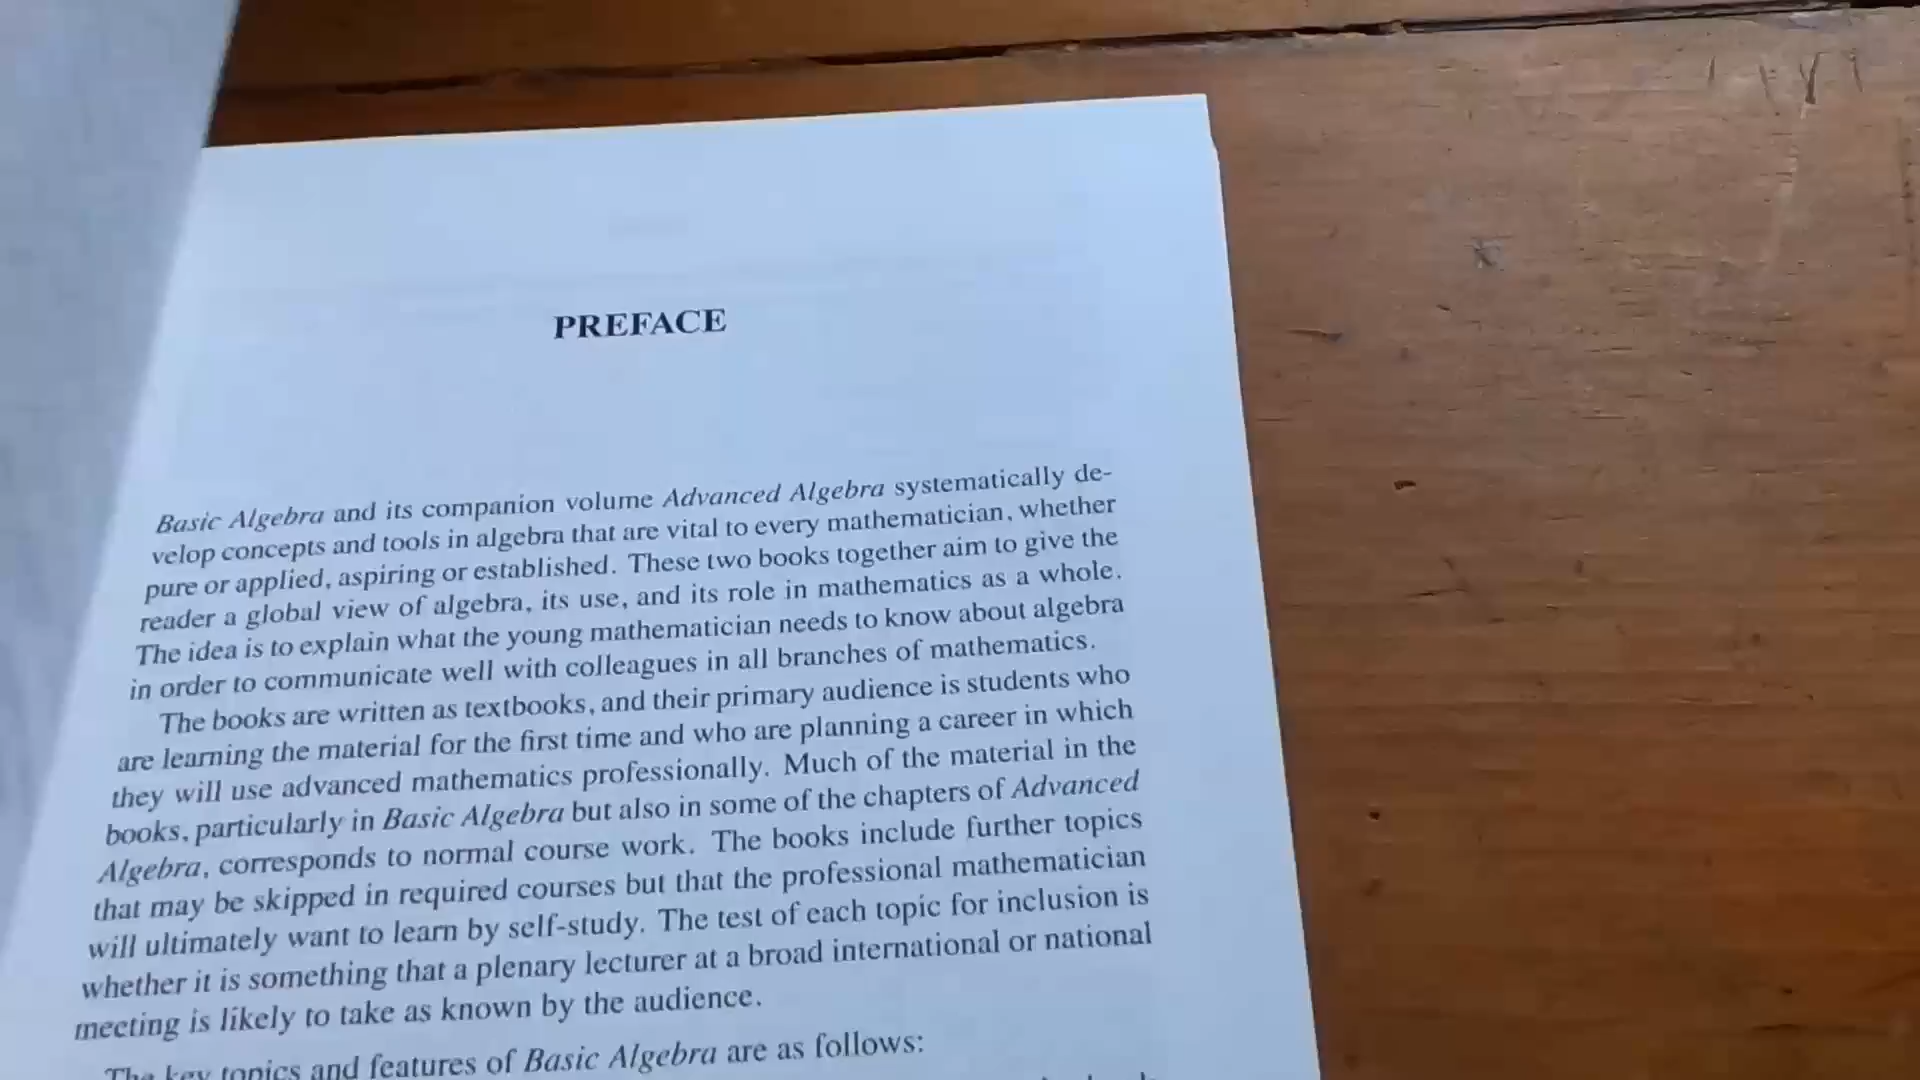 PREFACE
Basic Algebra and its companion volume Advanced Algebra systematically de-
velop concepts and tools in algebra that are vital to every mathematician, whether
pure or applied, aspiring or established. These two books together aim to give the
reader a global view of algebra, its use, and its role in mathematics as a whole.
The idea is to explain what the young mathematician needs to know about algebra
in order to communicate well with colleagues in all branches of mathematics.
The books are written as textbooks, and their primary audience is students who
are learning the material for the first time and who are planning a career in which
they will use advanced mathematics professionally. Much of the material in the
books, particularly in Basic Algebra but also in some of the chapters of Advanced
Algebra, corresponds to normal course work. The books include further topics
that may be skipped in required courses but that the professional mathematician
will ultimately want to learn by self-study. The test of each topic for inclusion is
whether it is something that a plenary lecturer at a broad international or national
meeting is likely to take as known by the audience.
The key topics and features of Basic Algebra are as follows: